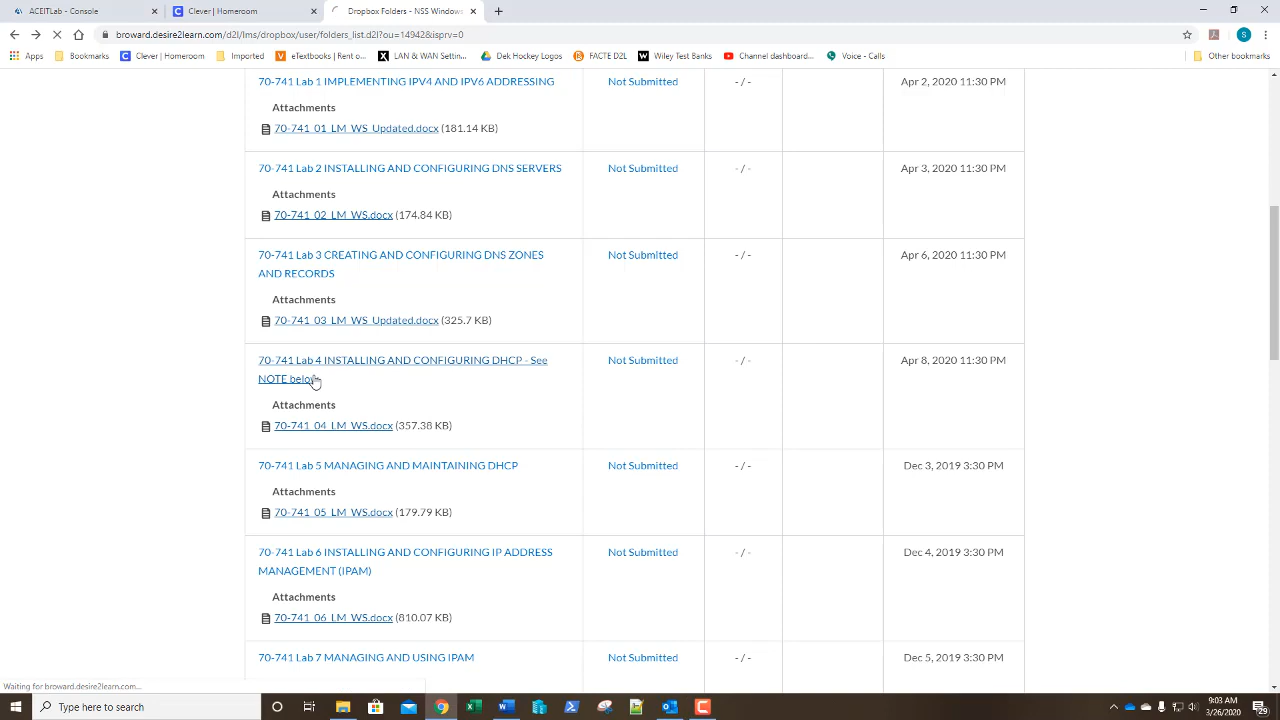 ACEITLab - Console
Clever | Homeroom
Dropbox Folders - NSS Windows
broward.desire2learn.com/d2l/lms/dropbox/user/folders_list.d2l?ou=14942&isprv=0
Apps
Bookmarks
Clever | Homeroom
Imported
eTextbooks | Rent o...
LAN & WAN Settin...
FACTE D2L
Dek Hockey Logos
Wiley Test Banks
Channel dashboard...
Voice - Calls
Other bookmarks
70-741 Lab 1 IMPLEMENTING IPV4 AND IPV6 ADDRESSING
Not Submitted
- / -
Apr 2, 2020 11:30 PM
Attachments
70-741_01_LM_WS_Updated.docx (181.14 KB)
70-741 Lab 2 INSTALLING AND CONFIGURING DNS SERVERS
Not Submitted
- / -
Apr 3, 2020 11:30 PM
Attachments
70-741_02_LM_WS.docx (174.84 KB)
70-741 Lab 3 CREATING AND CONFIGURING DNS ZONES
AND RECORDS
Not Submitted
- / -
Apr 6, 2020 11:30 PM
Attachments
70-741_03_LM_WS_Updated.docx (325.7 KB)
70-741 Lab 4 INSTALLING AND CONFIGURING DHCP - See
NOTE below
Not Submitted
- / -
Apr 8, 2020 11:30 PM
Attachments
70-741_04_LM_WS.docx (357.38 KB)
70-741 Lab 5 MANAGING AND MAINTAINING DHCP
Not Submitted
- / -
Dec 3, 2019 3:30 PM
Attachments
70-741_05_LM_WS.docx (179.79 KB)
70-741 Lab 6 INSTALLING AND CONFIGURING IP ADDRESS
MANAGEMENT (IPAM)
Not Submitted
- / -
Dec 4, 2019 3:30 PM
Attachments
70-741_06_LM_WS.docx (810.07 KB)
70-741 Lab 7 MANAGING AND USING IPAM
Not Submitted
- / -
Dec 5, 2019 3:30 PM
Waiting for broward.desire2learn.com...
Type here to search
9:03 AM
3/26/2020